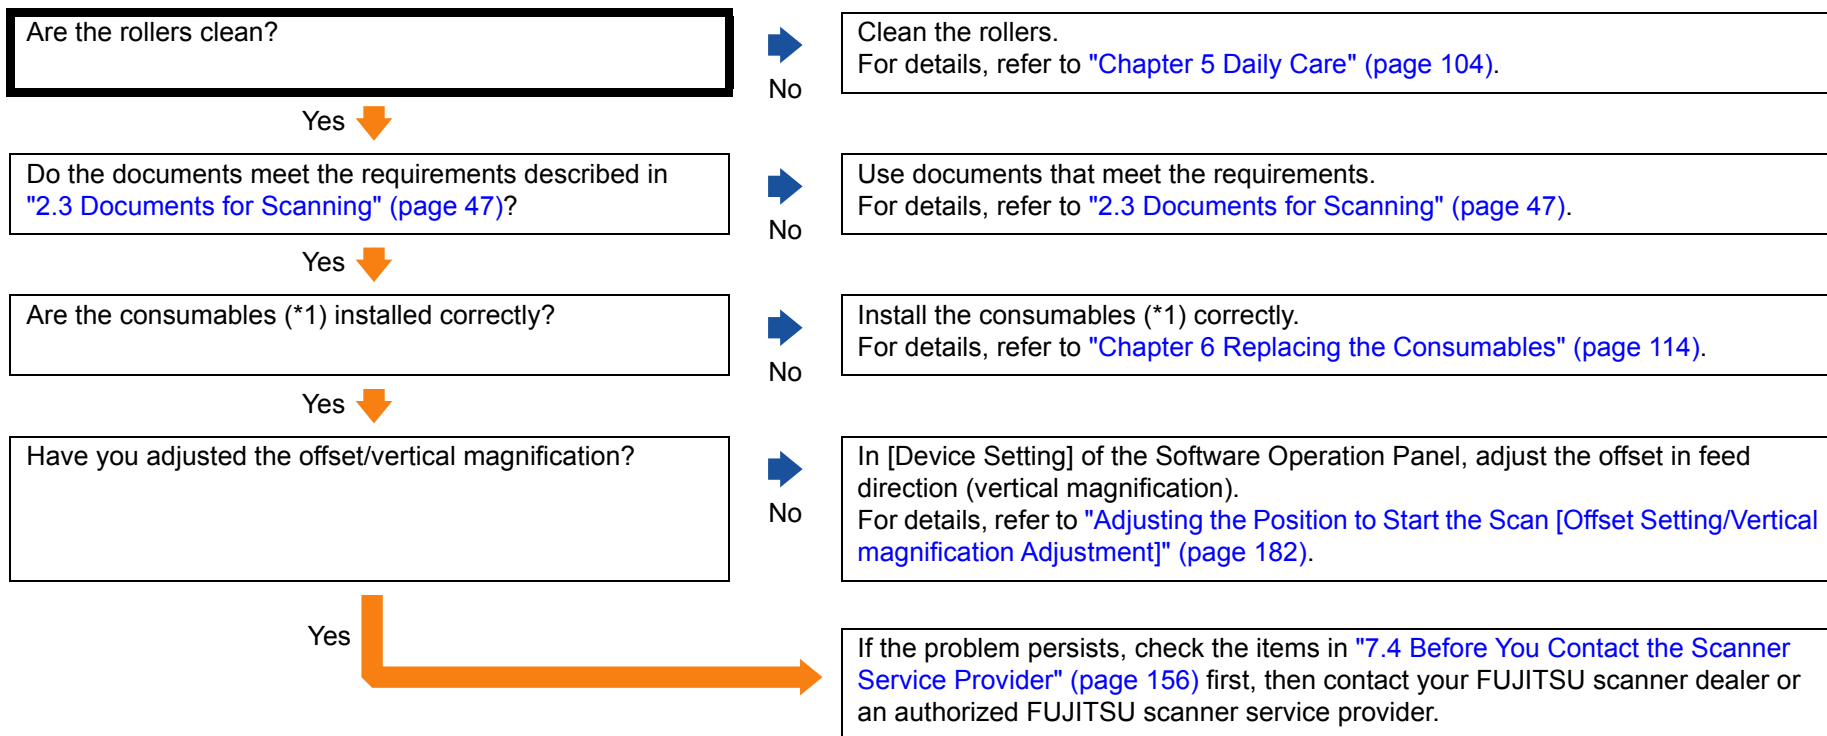 Are the rollers clean?
No
Clean the rollers.
For details, refer to "Chapter 5 Daily Care" (page 104).
Yes
Do the documents meet the requirements described in
"2.3 Documents for Scanning" (page 47)?
No
Use documents that meet the requirements.
For details, refer to "2.3 Documents for Scanning" (page 47).
Yes
Are the consumables (*1) installed correctly?
No
Install the consumables (*1) correctly.
For details, refer to "Chapter 6 Replacing the Consumables" (page 114).
Yes
Have you adjusted the offset/vertical magnification?
No
In [Device Setting] of the Software Operation Panel, adjust the offset in feed
direction (vertical magnification).
For details, refer to "Adjusting the Position to Start the Scan [Offset Setting/Vertical
magnification Adjustment]" (page 182).
Yes
If the problem persists, check the items in "7.4 Before You Contact the Scanner
Service Provider" (page 156) first, then contact your FUJITSU scanner dealer or
an authorized FUJITSU scanner service provider.